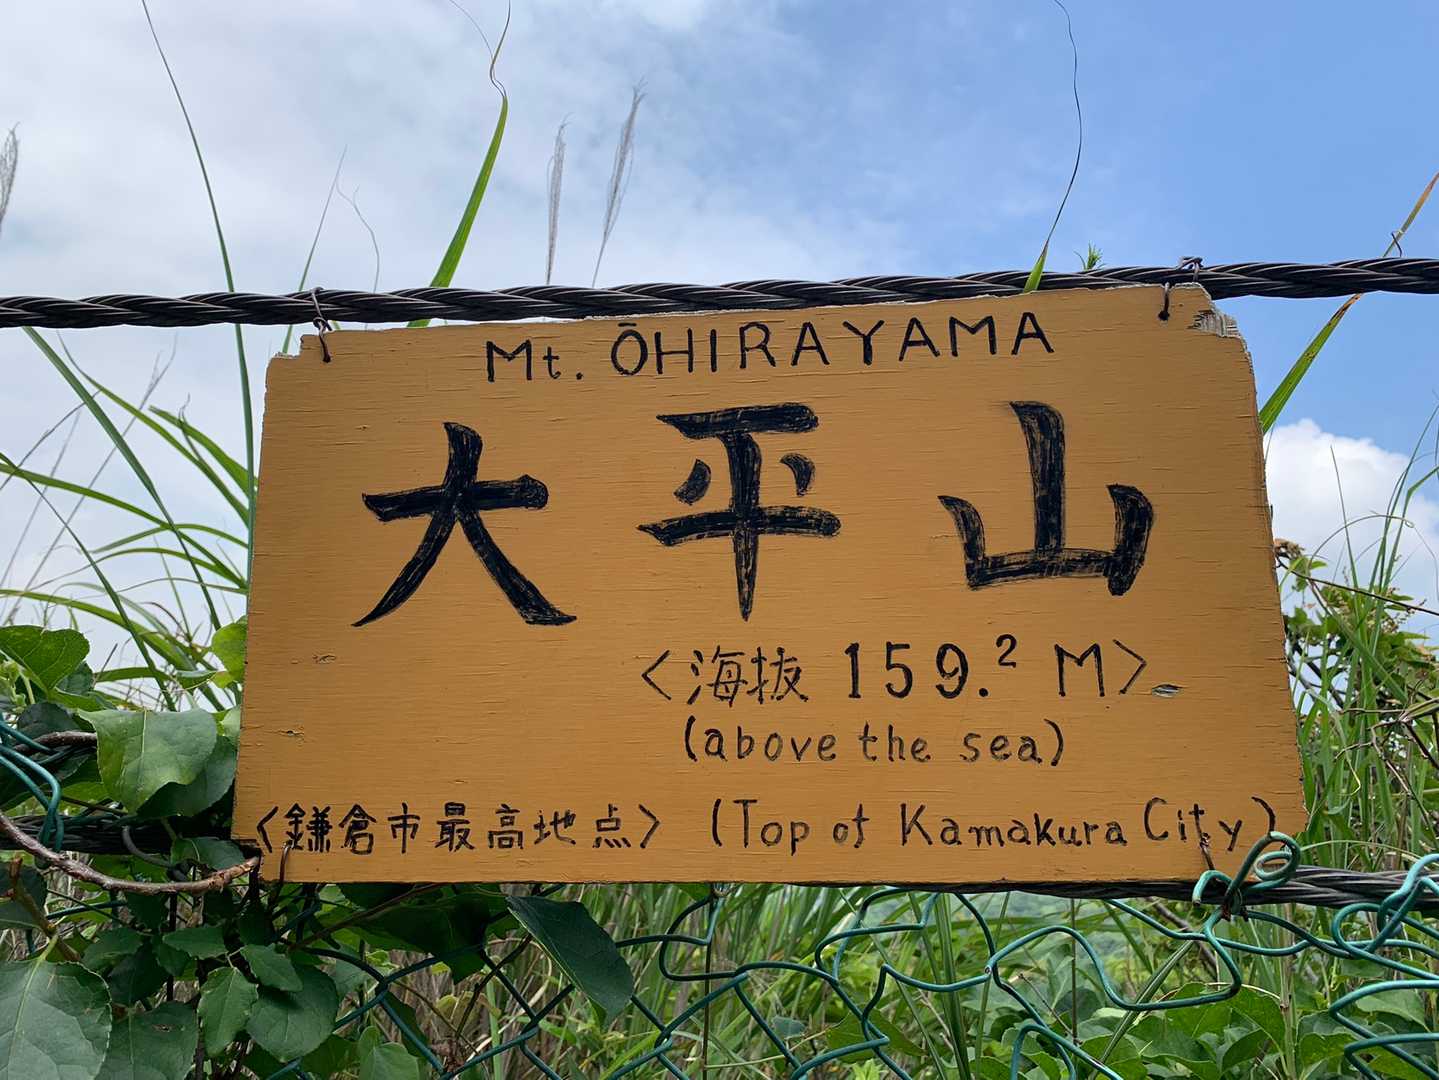 Mt. ŌHIRAYAMA
大平山
<海抜 159.² M>
(above the sea)
<鎌倉市最高地点> (Top of Kamakura City)